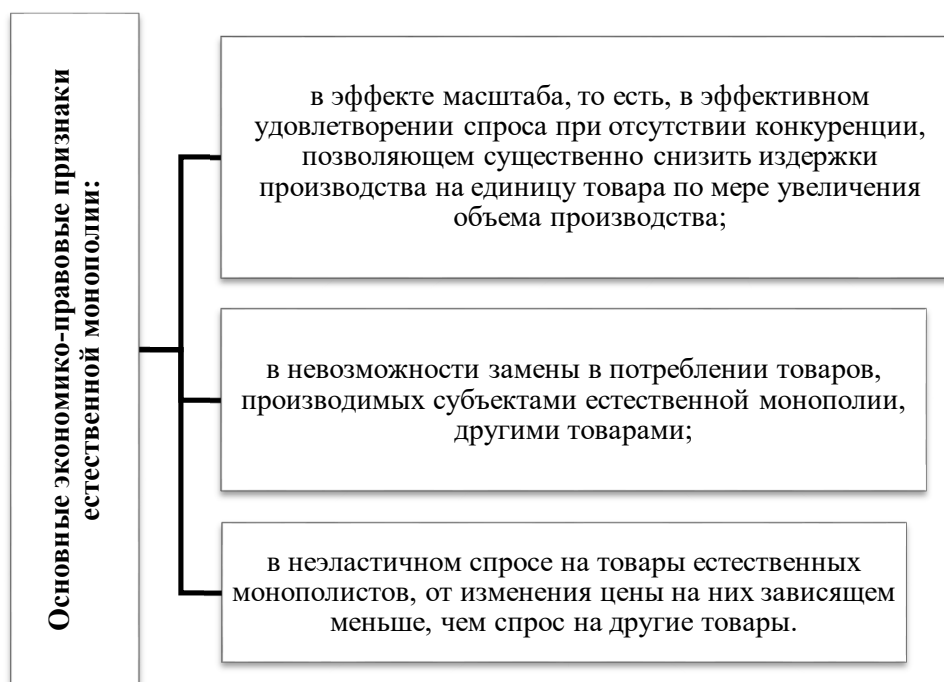 Основные экономико-правовые признаки
естественной монополии:
в эффекте масштаба, то есть, в эффективном
удовлетворении спроса при отсутствии конкуренции,
позволяющем существенно снизить издержки
производства на единицу товара по мере увеличения
объема производства;
в невозможности замены в потреблении товаров,
производимых субъектами естественной монополии,
другими товарами;
в неэластичном спросе на товары естественных
монополистов, от изменения цены на них зависящем
меньше, чем спрос на другие товары.